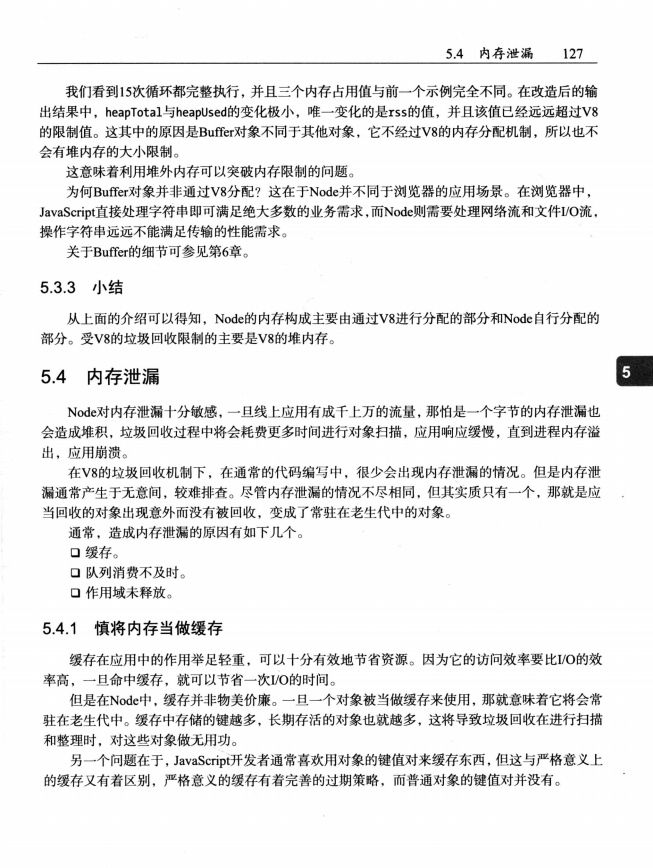 5.4 内存泄漏 127
我们看到15次循环都完整执行，并且三个内存占用值与前一个示例完全不同。在改造后的输
出结果中，heapTotal与heapUsed的变化极小，唯一变化的是rss的值，并且该值已经远远超过V8
的限制值。这其中的原因是Buffer对象不同于其他对象，它不经过V8的内存分配机制，所以也不
会有堆内存的大小限制。
这意味着利用堆外内存可以突破内存限制的问题。
为何Buffer对象并非通过V8分配？这在于Node并不同于浏览器的应用场景。在浏览器中，
JavaScript直接处理字符串即可满足绝大多数的业务需求，而Node则需要处理网络流和文件I/O流，
操作字符串远远不能满足传输的性能需求。
关于Buffer的细节可参见第6章。
5.3.3 小结
从上面的介绍可以得知，Node的内存构成主要由通过V8进行分配的部分和Node自行分配的
部分。受V8的垃圾回收限制的主要是V8的堆内存。
5.4 内存泄漏
5
Node对内存泄漏十分敏感，一旦线上应用有成千上万的流量，那怕是一个字节的内存泄漏也
会造成堆积，垃圾回收过程中将会耗费更多时间进行对象扫描，应用响应缓慢，直到进程内存溢
出，应用崩溃。
在V8的垃圾回收机制下，在通常的代码编写中，很少会出现内存泄漏的情况。但是内存泄
漏通常产生于无意间，较难排查。尽管内存泄漏的情况不尽相同，但其实质只有一个，那就是应
当回收的对象出现意外而没有被回收，变成了常驻在老生代中的对象。
通常，造成内存泄漏的原因有如下几个。
❑ 缓存。
❑ 队列消费不及时。
❑ 作用域未释放。
5.4.1 慎将内存当做缓存
缓存在应用中的作用举足轻重，可以十分有效地节省资源。因为它的访问效率要比I/O的效
率高，一旦命中缓存，就可以节省一次I/O的时间。
但是在Node中，缓存并非物美价廉。一旦一个对象被当做缓存来使用，那就意味着它将会常
驻在老生代中。缓存中存储的键越多，长期存活的对象也就越多，这将导致垃圾回收在进行扫描
和整理时，对这些对象做无用功。
另一个问题在于，JavaScript开发者通常喜欢用对象的键值对来缓存东西，但这与严格意义上
的缓存又有着区别，严格意义的缓存有着完善的过期策略，而普通对象的键值对并没有。